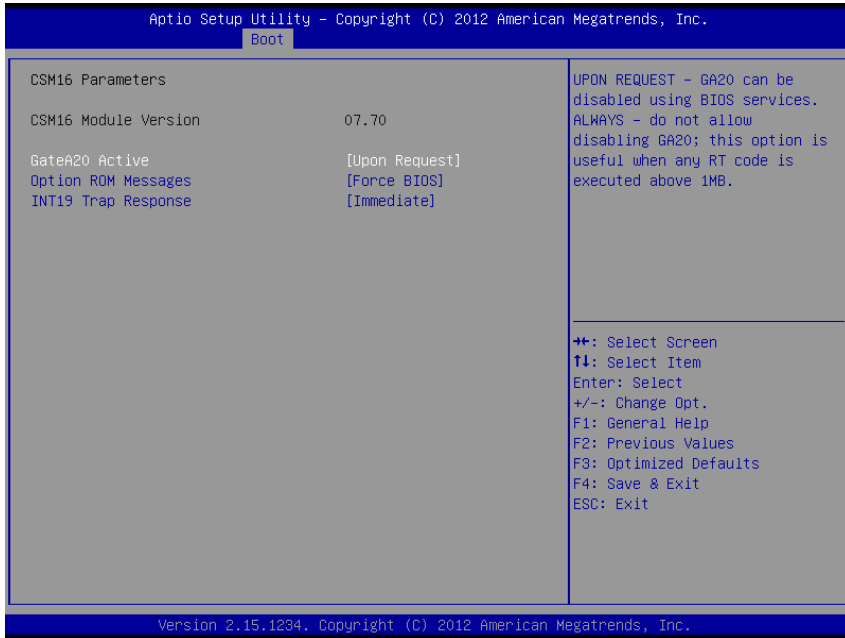 Aptio Setup Utility – Copyright (C) 2012 American Megatrends, Inc.
Boot
CSM16 Parameters
CSM16 Module Version 07.70
GateA20 Active [Upon Request]
Option ROM Messages [Force BIOS]
INT19 Trap Response [Immediate]
UPON REQUEST – GA20 can be
disabled using BIOS services.
ALWAYS – do not allow
disabling GA20; this option is
useful when any RT code is
executed above 1MB.
→←: Select Screen
↑↓: Select Item
Enter: Select
+/-: Change Opt.
F1: General Help
F2: Previous Values
F3: Optimized Defaults
F4: Save & Exit
ESC: Exit
Version 2.15.1234. Copyright (C) 2012 American Megatrends, Inc.